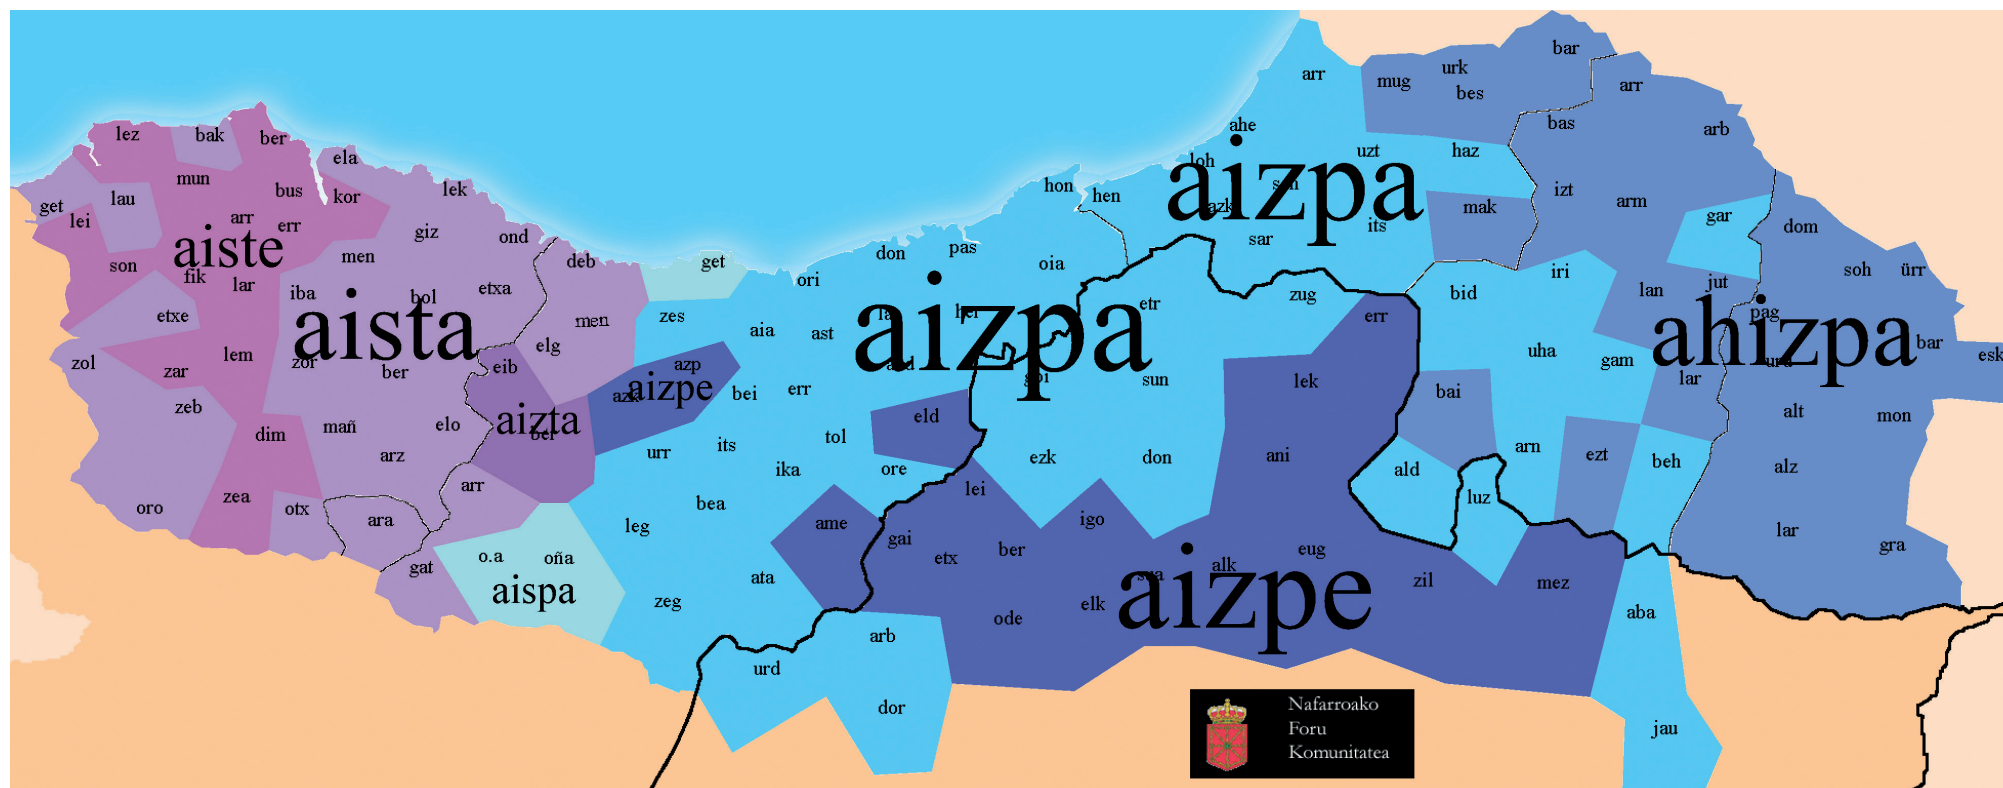 lez
bak
ber
ela
mun
get
lau
bus
kor
lek
lei
arr
err
giz
ond
aiste
son
fik
lar
men
deb
get
iba
bol
etxa
etxe
men
aista
zol
zar
lem
zor
ber
elg
eib
zeb
dim
mañ
elo
aizta
arz
oro
zea
otx
ara
arr
gat
o.a
oña
aispa
azp
aizpe
zes
aia
ast
bei
err
urr
its
tol
ika
ore
bea
leg
ata
zeg
ame
eld
ori
don
pas
oia
hon
hen
aizpa
etr
zug
err
sun
lek
ezk
don
ani
lei
igo
gai
etx
ber
alk
eug
aizpe
ode
elk
zil
mez
arb
urd
dor
arr
mug
urk
bes
bar
ahe
loh
uzt
haz
aizpa
azk
mak
sar
its
arr
bas
arb
izt
arm
gar
dom
iri
bid
lan
jut
soh
ürr
pag
ahizpa
uha
gam
lar
bar
esk
bai
alt
mon
arn
ezt
beh
alz
ald
luz
lar
gra
aba
jau
Nafarroako
Foru
Komunitatea